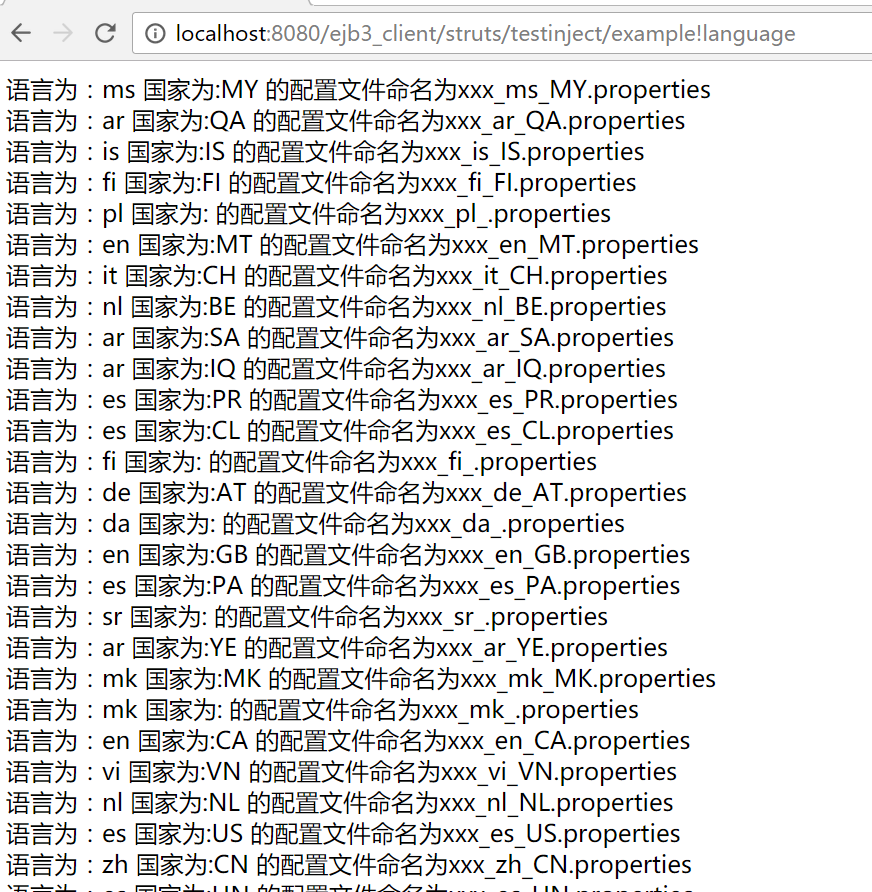 localhost:8080/ejb3_client/struts/testinject/example!language
语言为：ms 国家为:MY 的配置文件命名为xxx_ms_MY.properties
语言为：ar 国家为:QA 的配置文件命名为xxx_ar_QA.properties
语言为：is 国家为:IS 的配置文件命名为xxx_is_IS.properties
语言为：fi 国家为:FI 的配置文件命名为xxx_fi_FI.properties
语言为：pl 国家为: 的配置文件命名为xxx_pl_.properties
语言为：en 国家为:MT 的配置文件命名为xxx_en_MT.properties
语言为：it 国家为:CH 的配置文件命名为xxx_it_CH.properties
语言为：nl 国家为:BE 的配置文件命名为xxx_nl_BE.properties
语言为：ar 国家为:SA 的配置文件命名为xxx_ar_SA.properties
语言为：ar 国家为:IQ 的配置文件命名为xxx_ar_IQ.properties
语言为：es 国家为:PR 的配置文件命名为xxx_es_PR.properties
语言为：es 国家为:CL 的配置文件命名为xxx_es_CL.properties
语言为：fi 国家为: 的配置文件命名为xxx_fi_.properties
语言为：de 国家为:AT 的配置文件命名为xxx_de_AT.properties
语言为：da 国家为: 的配置文件命名为xxx_da_.properties
语言为：en 国家为:GB 的配置文件命名为xxx_en_GB.properties
语言为：es 国家为:PA 的配置文件命名为xxx_es_PA.properties
语言为：sr 国家为: 的配置文件命名为xxx_sr_.properties
语言为：ar 国家为:YE 的配置文件命名为xxx_ar_YE.properties
语言为：mk 国家为:MK 的配置文件命名为xxx_mk_MK.properties
语言为：mk 国家为: 的配置文件命名为xxx_mk_.properties
语言为：en 国家为:CA 的配置文件命名为xxx_en_CA.properties
语言为：vi 国家为:VN 的配置文件命名为xxx_vi_VN.properties
语言为：nl 国家为:NL 的配置文件命名为xxx_nl_NL.properties
语言为：es 国家为:US 的配置文件命名为xxx_es_US.properties
语言为：zh 国家为:CN 的配置文件命名为xxx_zh_CN.properties